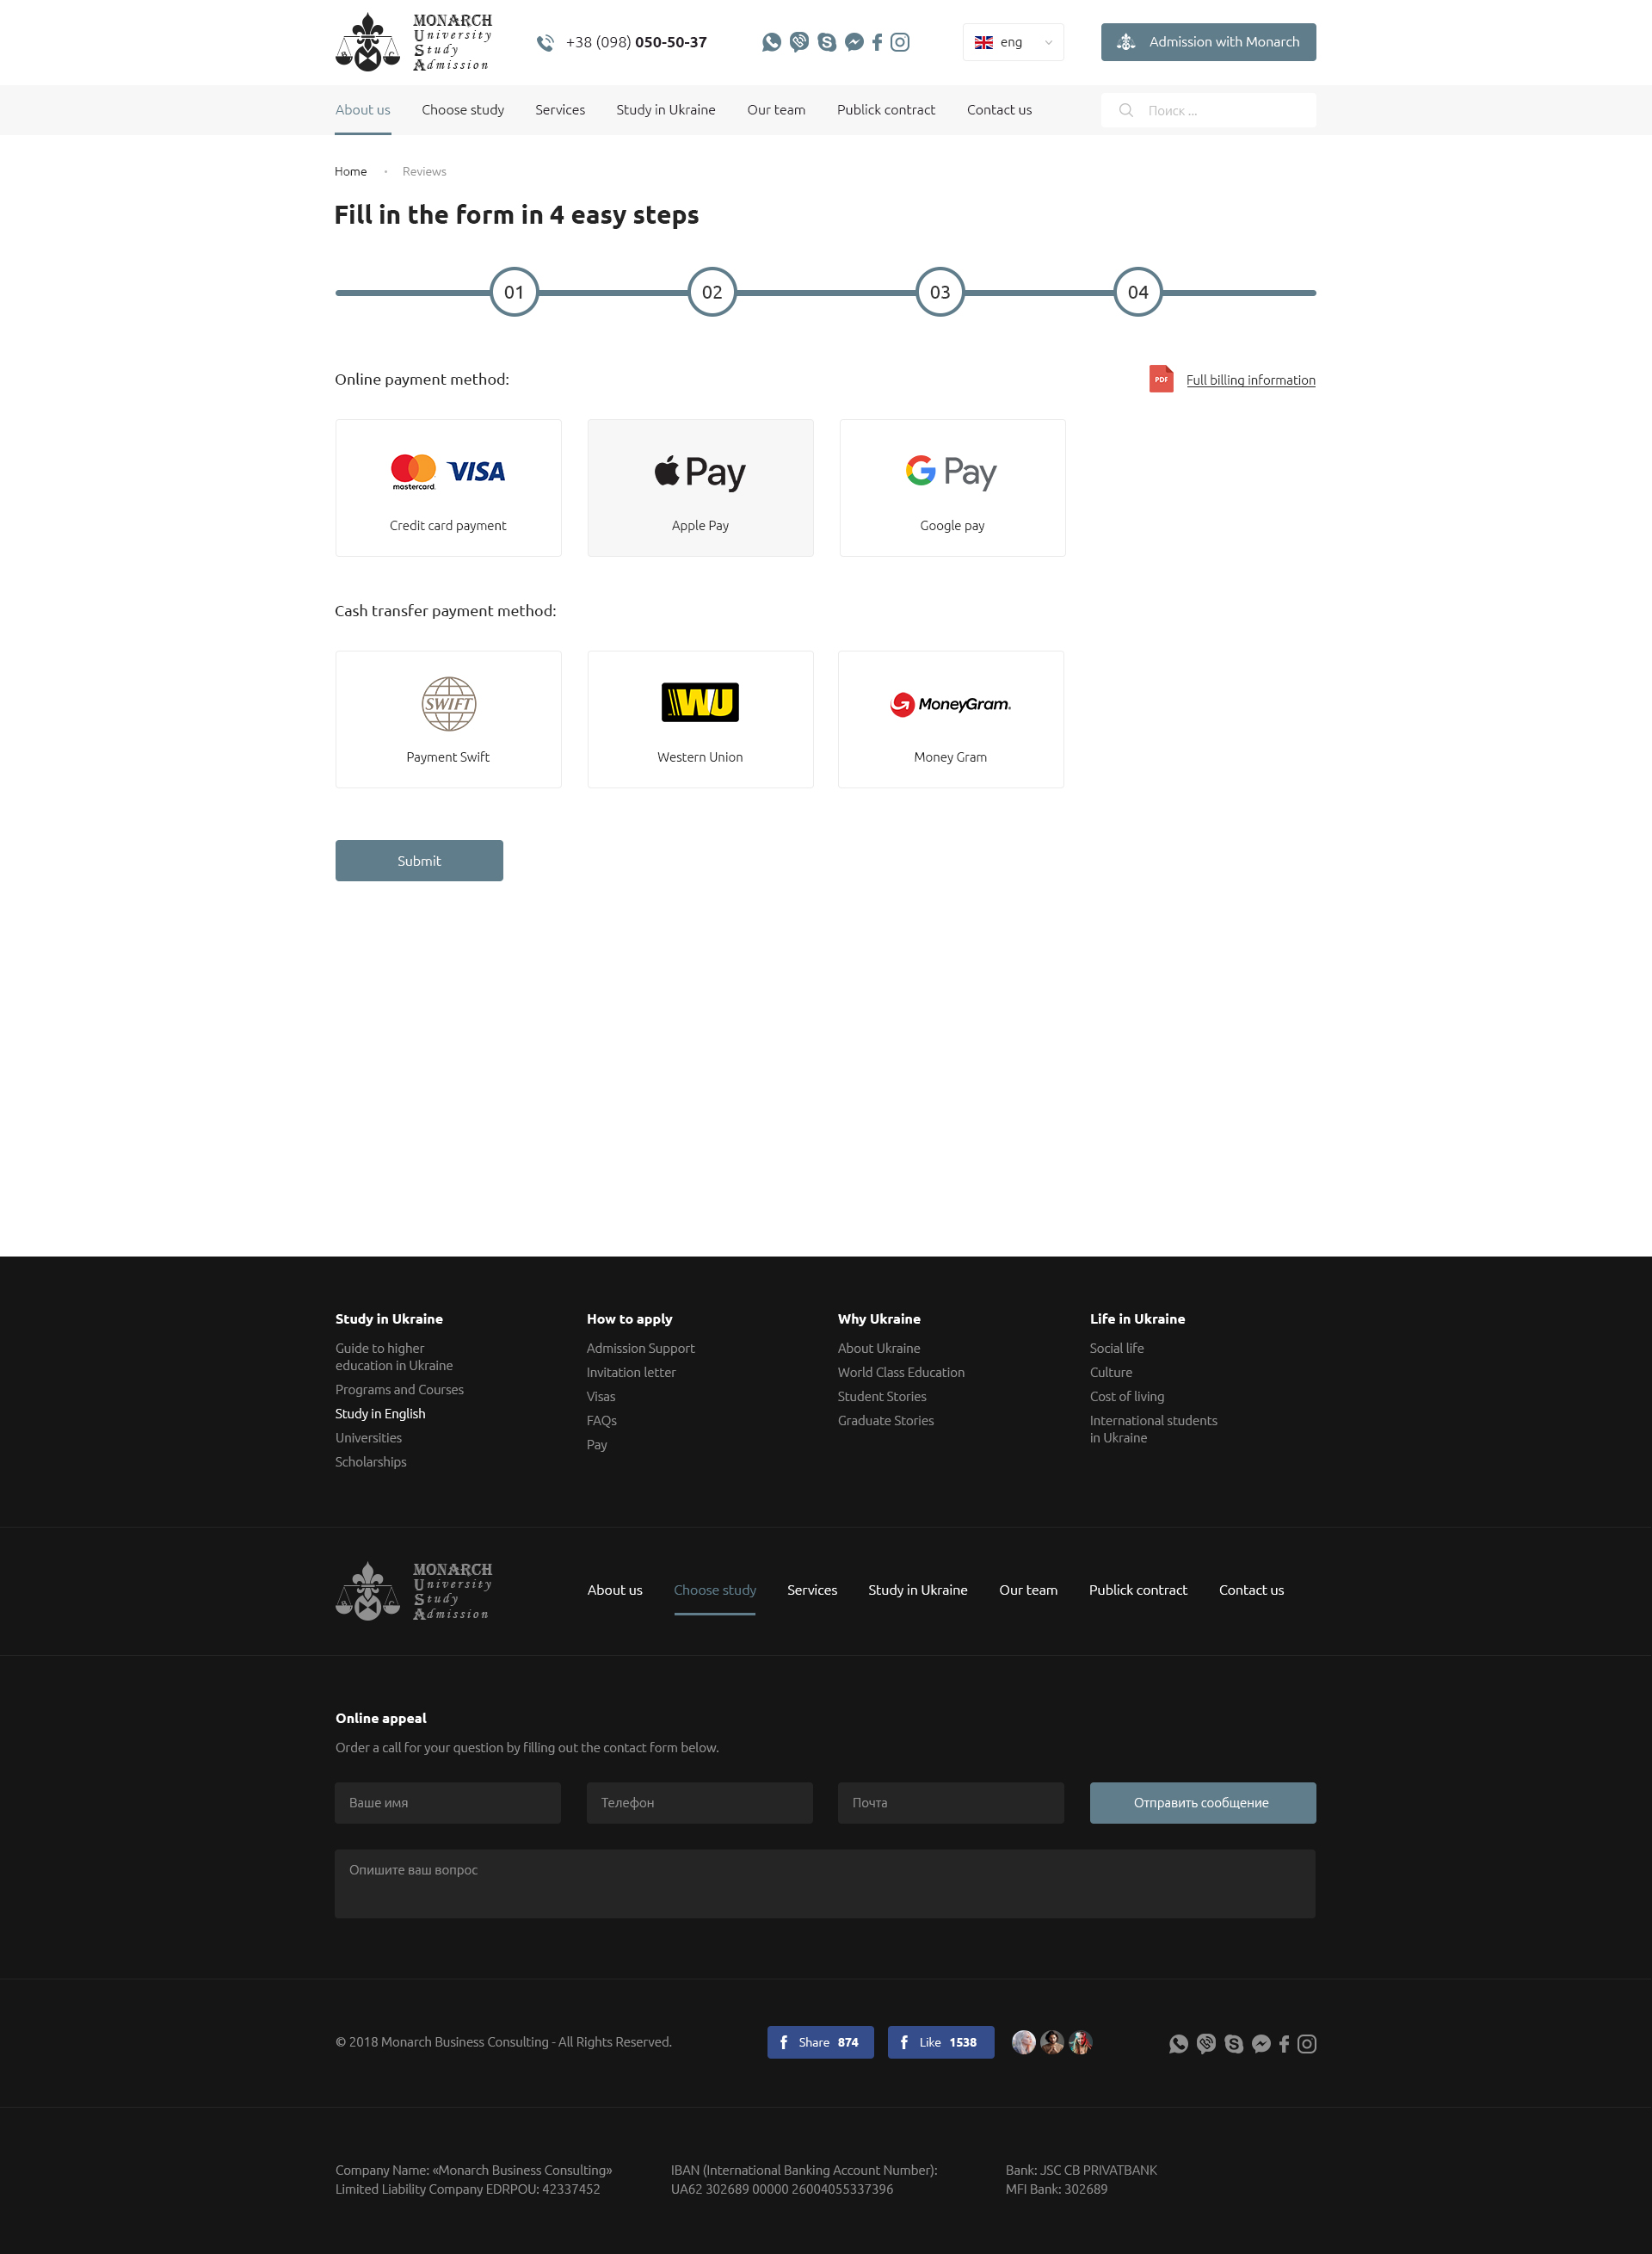 MONARCH
University
Study
Admission
+38 (098) 050-50-37
eng
Admission with Monarch
About us
Choose study
Services
Study in Ukraine
Our team
Publick contract
Contact us
Поиск ...
Home
Reviews
Fill in the form in 4 easy steps
01
02
03
04
Online payment method:
PDF
Full billing information
mastercard.
VISA
Credit card payment
Pay
Apple Pay
G Pay
Google pay
Cash transfer payment method:
SWIFT
Payment Swift
WU
Western Union
MoneyGram.
Money Gram
Submit
Study in Ukraine
Guide to higher
education in Ukraine
Programs and Courses
Study in English
Universities
Scholarships
How to apply
Admission Support
Invitation letter
Visas
FAQs
Pay
Why Ukraine
About Ukraine
World Class Education
Student Stories
Graduate Stories
Life in Ukraine
Social life
Culture
Cost of living
International students
in Ukraine
MONARCH
University
Study
Admission
About us
Choose study
Services
Study in Ukraine
Our team
Publick contract
Contact us
Online appeal
Order a call for your question by filling out the contact form below.
Ваше имя
Телефон
Почта
Отправить сообщение
Опишите ваш вопрос
© 2018 Monarch Business Consulting - All Rights Reserved.
Share 874
Like 1538
Company Name: «Monarch Business Consulting»
Limited Liability Company EDRPOU: 42337452
IBAN (International Banking Account Number):
UA62 302689 00000 26004055337396
Bank: JSC CB PRIVATBANK
MFI Bank: 302689